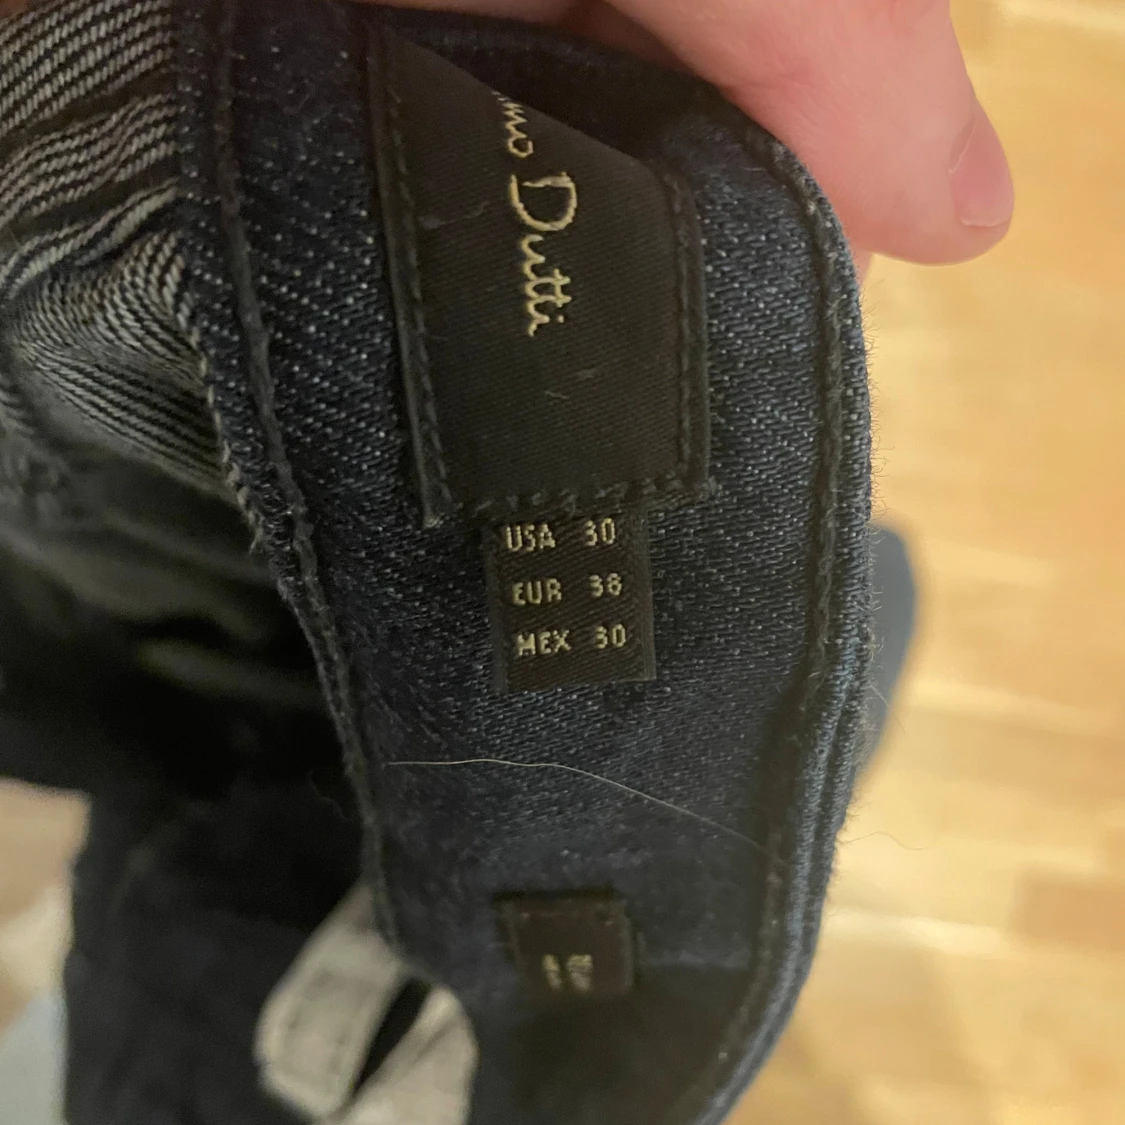 Dutti
USA 30
EUR 38
MEX 30